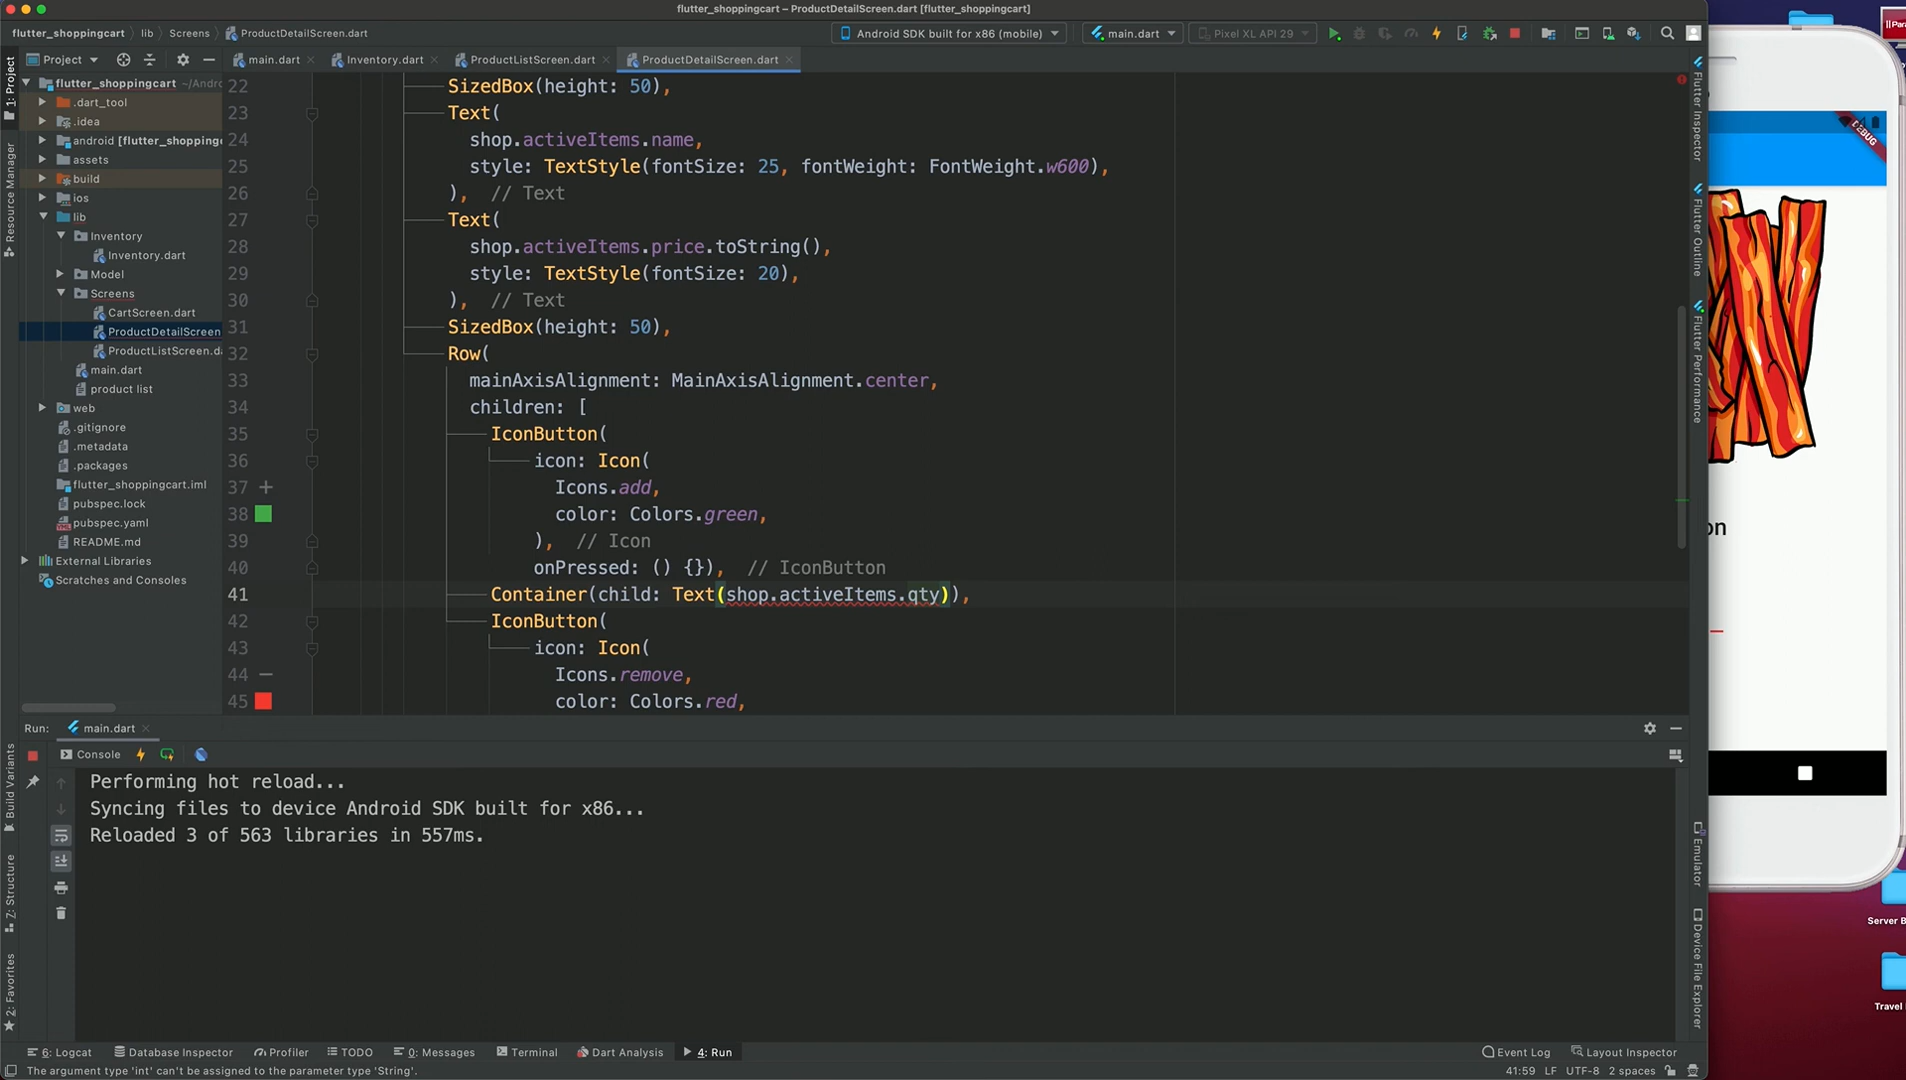 flutter_shoppingcart – ProductDetailScreen.dart [flutter_shoppingcart]
flutter_shoppingcart lib Screens ProductDetailScreen.dart
Android SDK built for x86 (mobile) main.dart Pixel XL API 29
Project main.dart Inventory.dart ProductListScreen.dart ProductDetailScreen.dart
1: Project
Resource Manager
flutter_shoppingcart ~/Andro
.dart_tool
.idea
android [flutter_shopping
assets
build
ios
lib
Inventory
Inventory.dart
Model
Screens
CartScreen.dart
ProductDetailScreen
ProductListScreen.da
main.dart
product list
web
.gitignore
.metadata
.packages
flutter_shoppingcart.iml
pubspec.lock
pubspec.yaml
README.md
External Libraries
Scratches and Consoles
22 SizedBox(height: 50),
23 Text(
24 shop.activeItems.name,
25 style: TextStyle(fontSize: 25, fontWeight: FontWeight.w600),
26 ), // Text
27 Text(
28 shop.activeItems.price.toString(),
29 style: TextStyle(fontSize: 20),
30 ), // Text
31 SizedBox(height: 50),
32 Row(
33 mainAxisAlignment: MainAxisAlignment.center,
34 children: [
35 IconButton(
36 icon: Icon(
37 Icons.add,
38 color: Colors.green,
39 ), // Icon
40 onPressed: () {}), // IconButton
41 Container(child: Text(shop.activeItems.qty)),
42 IconButton(
43 icon: Icon(
44 Icons.remove,
45 color: Colors.red,
Flutter Inspector
Flutter Outline
Flutter Performance
Emulator
Device File Explorer
DEBUG
on
Server B
Travel
Run: main.dart
Console
Performing hot reload...
Syncing files to device Android SDK built for x86...
Reloaded 3 of 563 libraries in 557ms.
Build Variants
Z: Structure
2: Favorites
6: Logcat Database Inspector Profiler TODO 0: Messages Terminal Dart Analysis 4: Run Event Log Layout Inspector
The argument type 'int' can't be assigned to the parameter type 'String'. 41:59 LF UTF-8 2 spaces